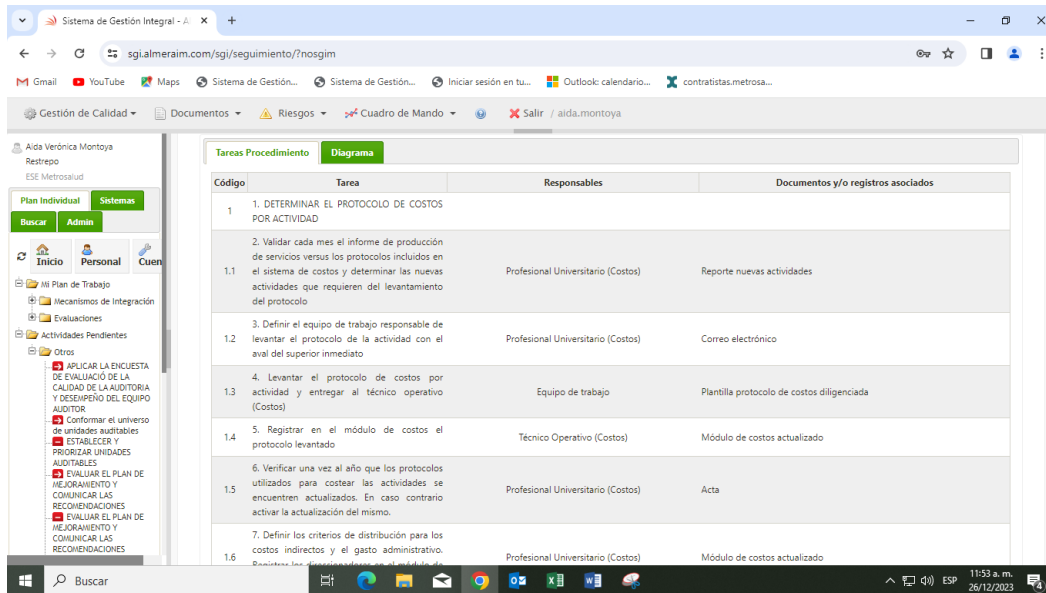 Sistema de Gestión Integral - Al
sgi.almeraim.com/sgi/seguimiento/?nosgim
Gmail YouTube Maps Sistema de Gestión... Sistema de Gestión... Iniciar sesión en tu... Outlook: calendario... contratistas.metrosa...
Gestión de Calidad Documentos Riesgos Cuadro de Mando Salir / aida.montoya
Aida Verónica Montoya
Restrepo
ESE Metrosalud
Plan Individual Sistemas
Buscar Admin
Inicio Personal Cuen
Mi Plan de Trabajo
Mecanismos de Integración
Evaluaciones
Actividades Pendientes
Otros
APLICAR LA ENCUESTA
DE EVALUACIÓ DE LA
CALIDAD DE LA AUDITORIA
Y DESEMPEÑO DEL EQUIPO
AUDITOR
Conformar el universo
de unidades auditables
ESTABLECER Y
PRIORIZAR UNIDADES
AUDITABLES
EVALUAR EL PLAN DE
MEJORAMIENTO Y
COMUNICAR LAS
RECOMENDACIONES
EVALUAR EL PLAN DE
MEJORAMIENTO Y
COMUNICAR LAS
RECOMENDACIONES
Tareas Procedimiento Diagrama
Código Tarea Responsables Documentos y/o registros asociados
1 1. DETERMINAR EL PROTOCOLO DE COSTOS
POR ACTIVIDAD
2. Validar cada mes el informe de producción
de servicios versus los protocolos incluidos en
1.1 el sistema de costos y determinar las nuevas Profesional Universitario (Costos) Reporte nuevas actividades
actividades que requieren del levantamiento
del protocolo
3. Definir el equipo de trabajo responsable de
1.2 levantar el protocolo de la actividad con el Profesional Universitario (Costos) Correo electrónico
aval del superior inmediato
4. Levantar el protocolo de costos por
1.3 actividad y entregar al técnico operativo Equipo de trabajo Plantilla protocolo de costos diligenciada
(Costos)
1.4 5. Registrar en el módulo de costos el Técnico Operativo (Costos) Módulo de costos actualizado
protocolo levantado
6. Verificar una vez al año que los protocolos
utilizados para costear las actividades se
1.5 encuentren actualizados. En caso contrario Profesional Universitario (Costos) Acta
activar la actualización del mismo.
7. Definir los criterios de distribución para los
1.6 costos indirectos y el gasto administrativo. Profesional Universitario (Costos) Módulo de costos actualizado
Registrar los direccionadores en el módulo de
Buscar
ESP
11:53 a. m.
26/12/2023
4